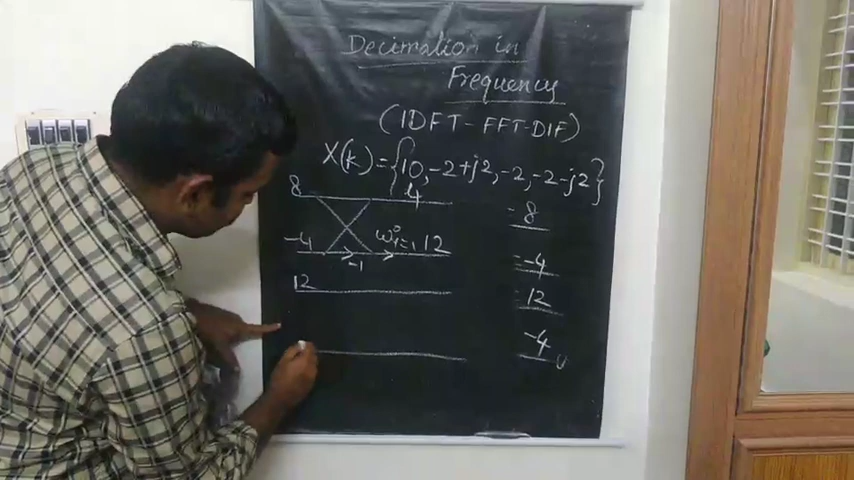 Decimation in
Frequency
(IDFT-FFT-DIF)
X(k)={10,-2+j2,-2,-2-j2}
8 4 8
-4 -1 W₄⁰=1 12 -4
12 12
-4